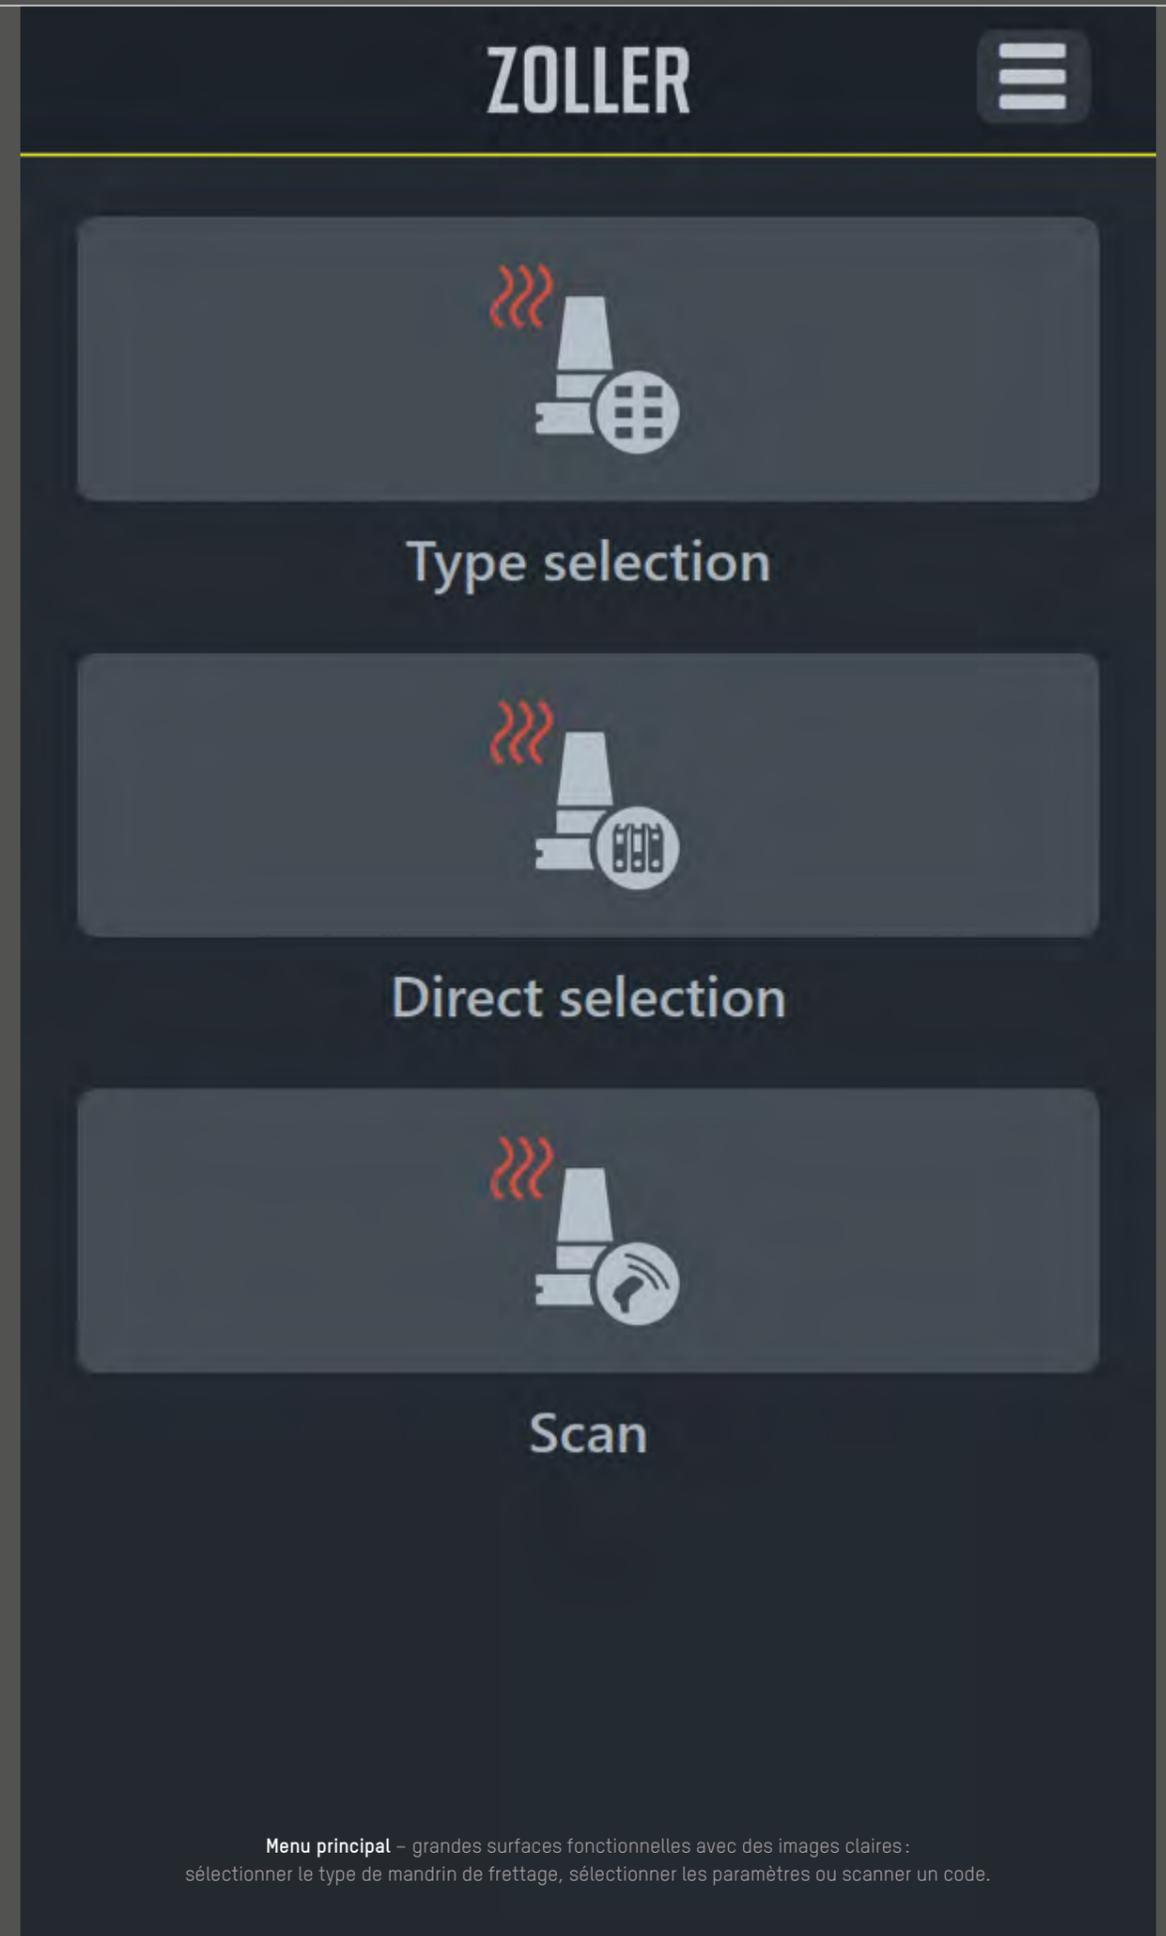 ZOLLER
Type selection
Direct selection
Scan
Menu principal – grandes surfaces fonctionnelles avec des images claires :
sélectionner le type de mandrin de frettage, sélectionner les paramètres ou scanner un code.